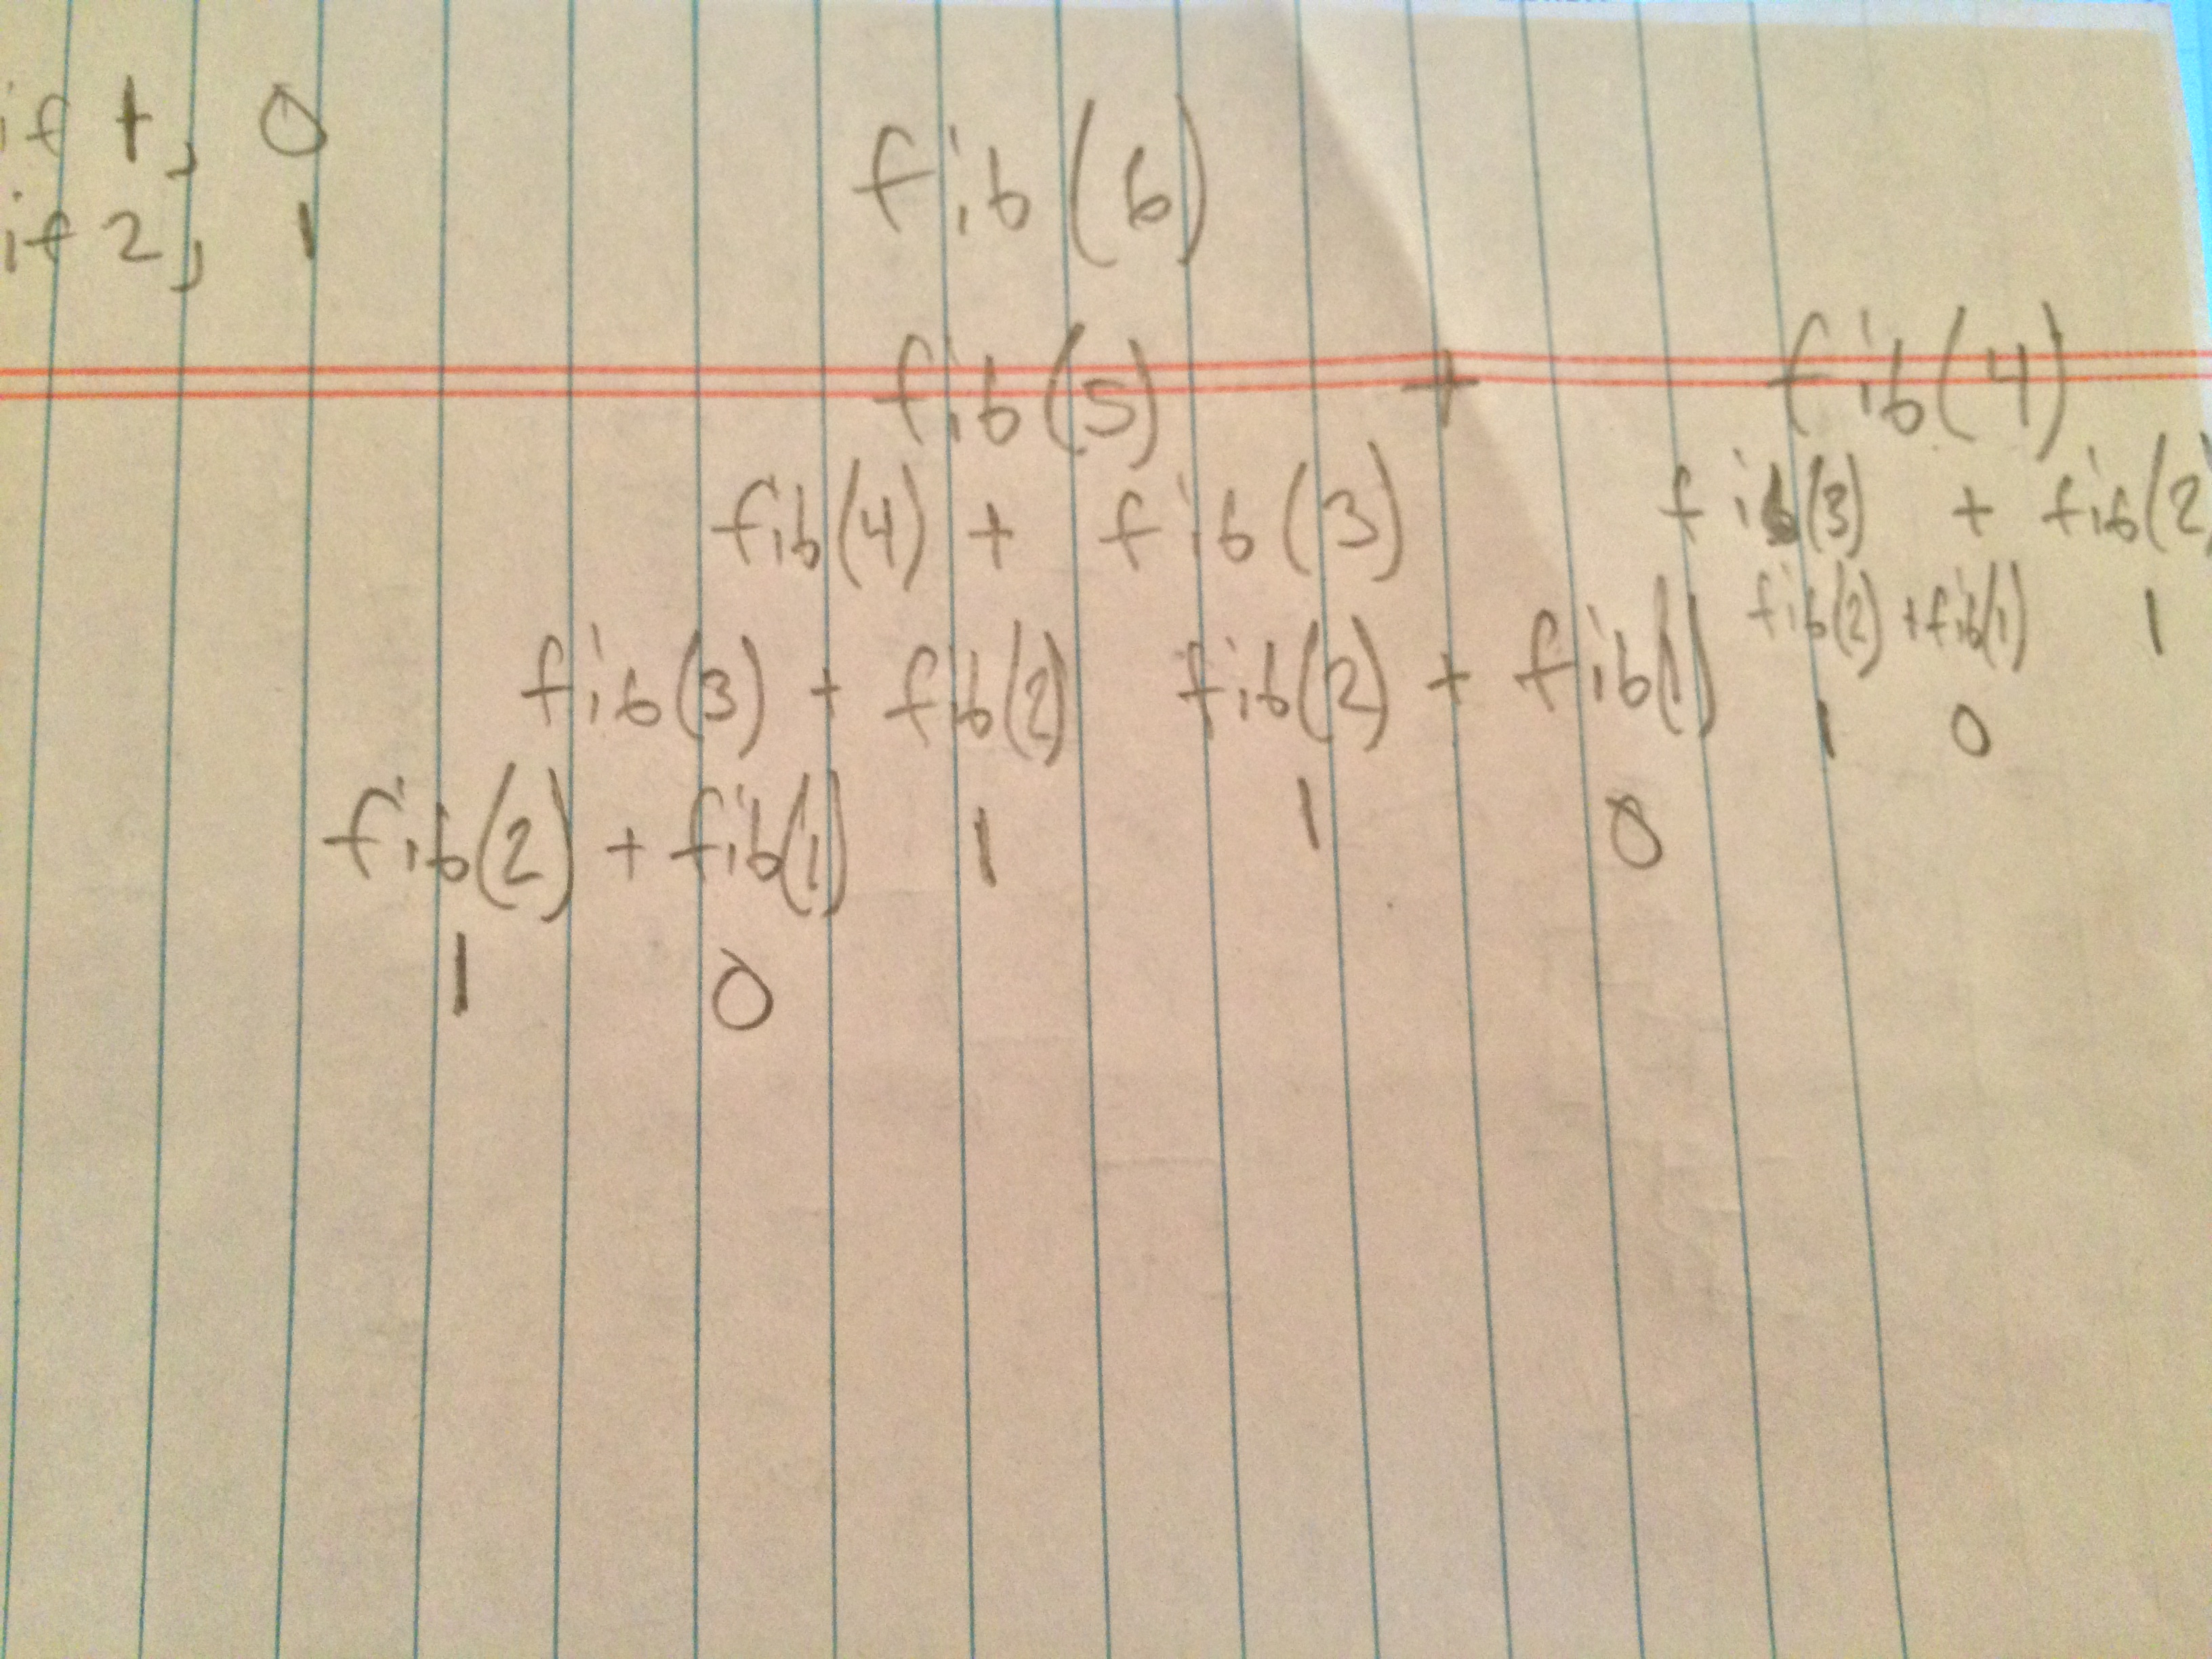 if 1, 0
if 2, 1
fib(6)
fib(5) + fib(4)
fib(4) + fib(3) fib(3) + fib(2)
fib(3) + fib(2) fib(2) + fib(1) fib(2) + fib(1) 1
fib(2) + fib(1) 1 1 0 1 0
1 0